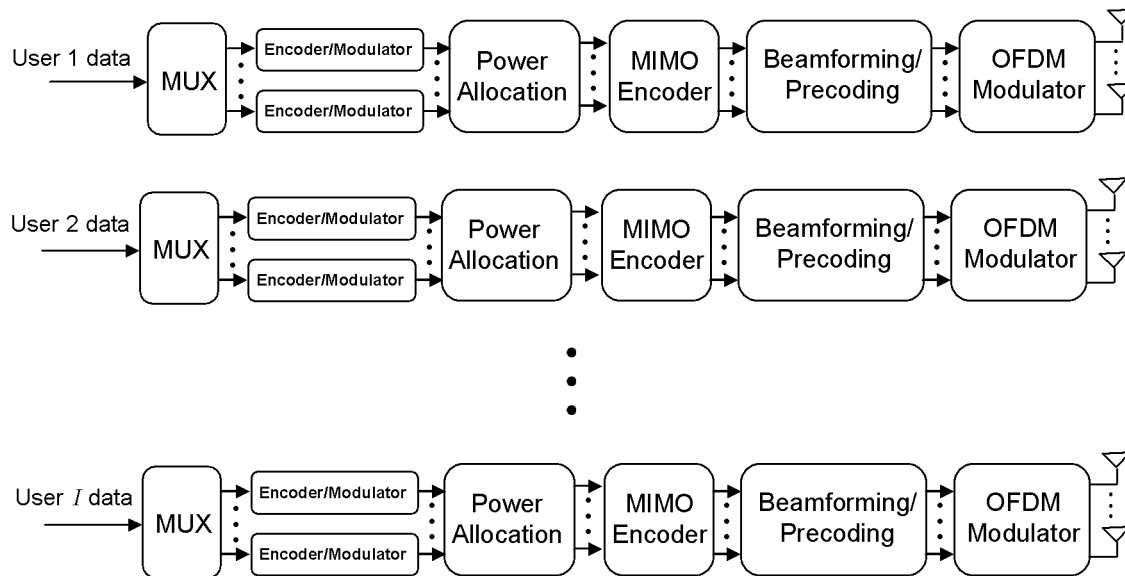 User 1 data
MUX
Encoder/Modulator
Encoder/Modulator
Power
Allocation
MIMO
Encoder
Beamforming/
Precoding
OFDM
Modulator
User 2 data
MUX
Encoder/Modulator
Encoder/Modulator
Power
Allocation
MIMO
Encoder
Beamforming/
Precoding
OFDM
Modulator
User I data
MUX
Encoder/Modulator
Encoder/Modulator
Power
Allocation
MIMO
Encoder
Beamforming/
Precoding
OFDM
Modulator